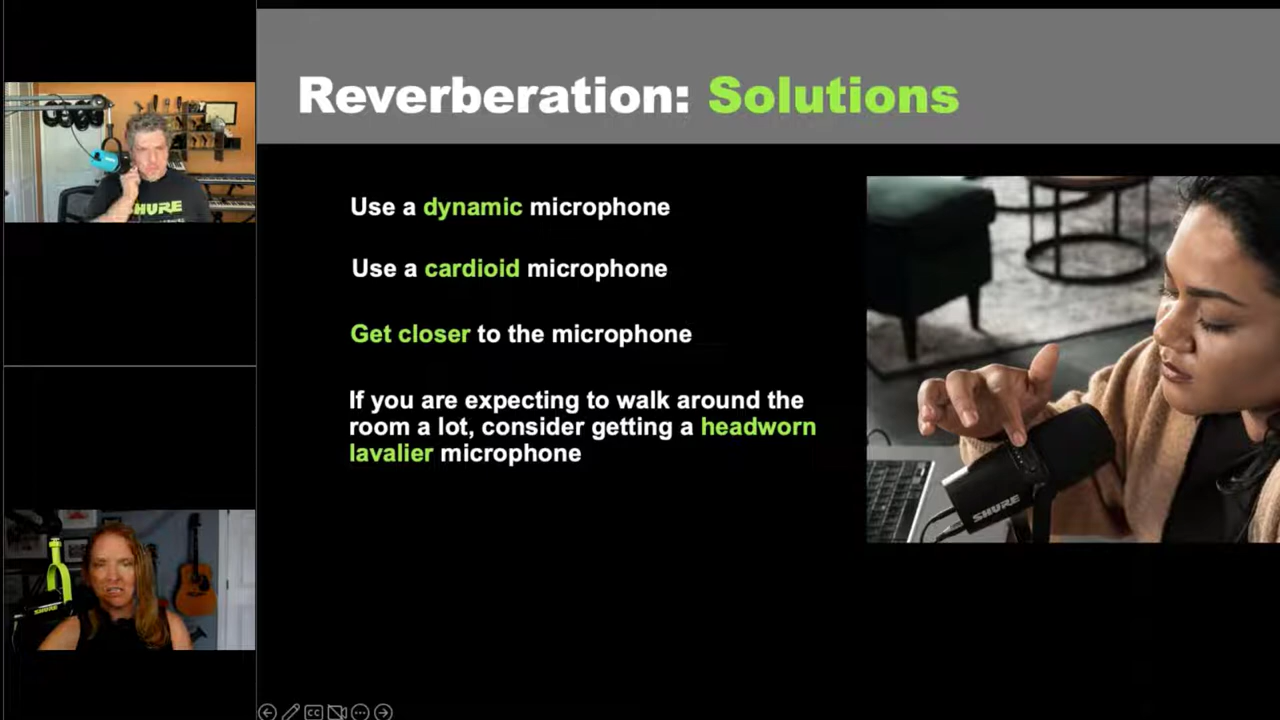 Reverberation: Solutions
Use a dynamic microphone
Use a cardioid microphone
Get closer to the microphone
If you are expecting to walk around the
room a lot, consider getting a headworn
lavalier microphone
SHURE
SHURE
SHURE
CC